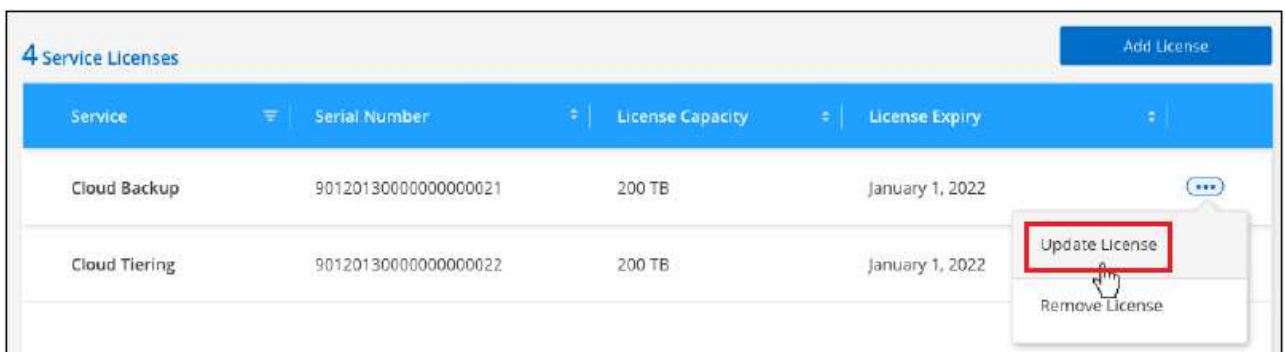 4 Service Licenses
Add License
Service Serial Number License Capacity License Expiry
Cloud Backup 90120130000000000021 200 TB January 1, 2022
Update License
Cloud Tiering 90120130000000000022 200 TB January 1, 2022
Remove License